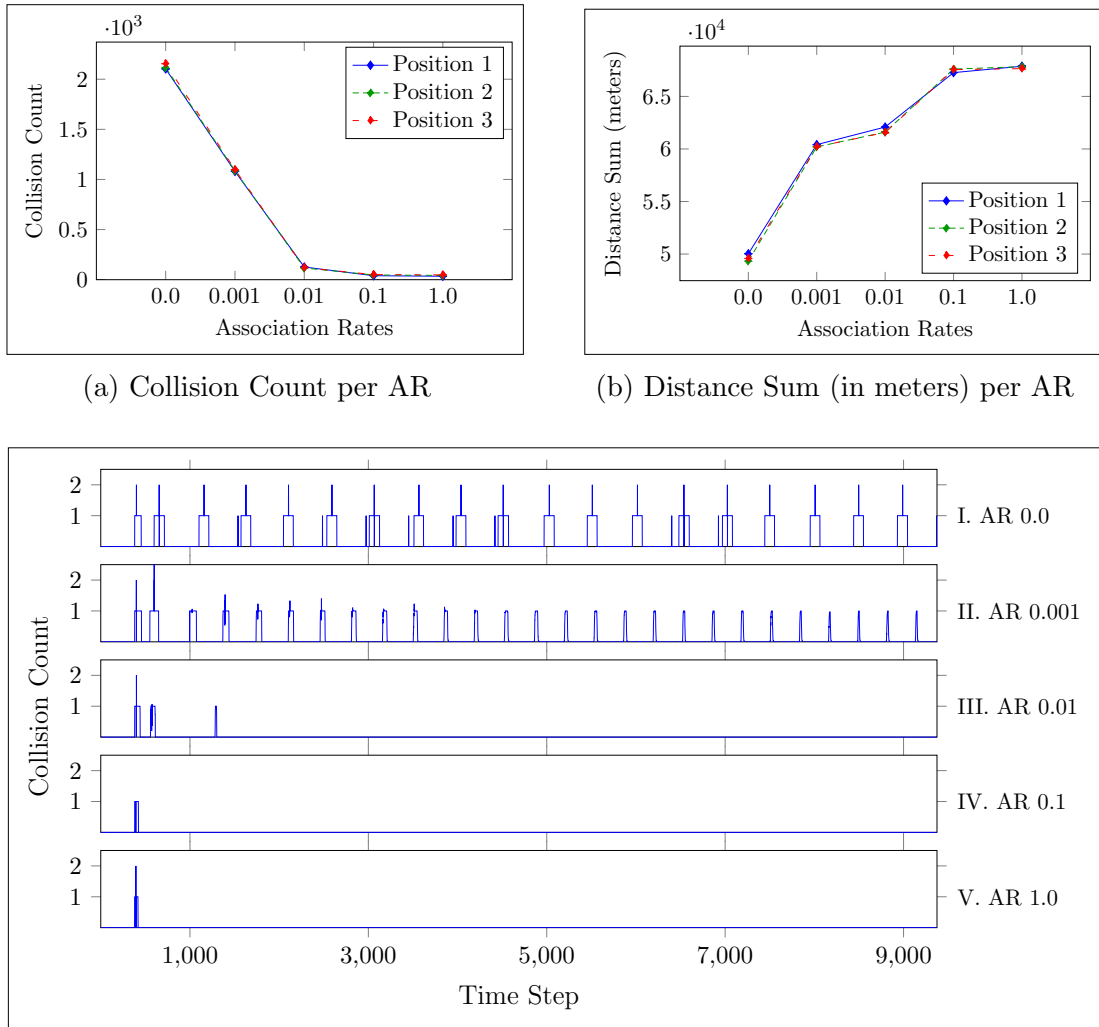 ·10³
2
1.5
1
0.5
0
Collision Count
Position 1
Position 2
Position 3
0.0 0.001 0.01 0.1 1.0
Association Rates
(a) Collision Count per AR
·10⁴
6.5
6
5.5
5
Distance Sum (meters)
Position 1
Position 2
Position 3
0.0 0.001 0.01 0.1 1.0
Association Rates
(b) Distance Sum (in meters) per AR
Collision Count
2
1
I. AR 0.0
2
1
II. AR 0.001
2
1
III. AR 0.01
2
1
IV. AR 0.1
2
1
V. AR 1.0
1,000 3,000 5,000 7,000 9,000
Time Step